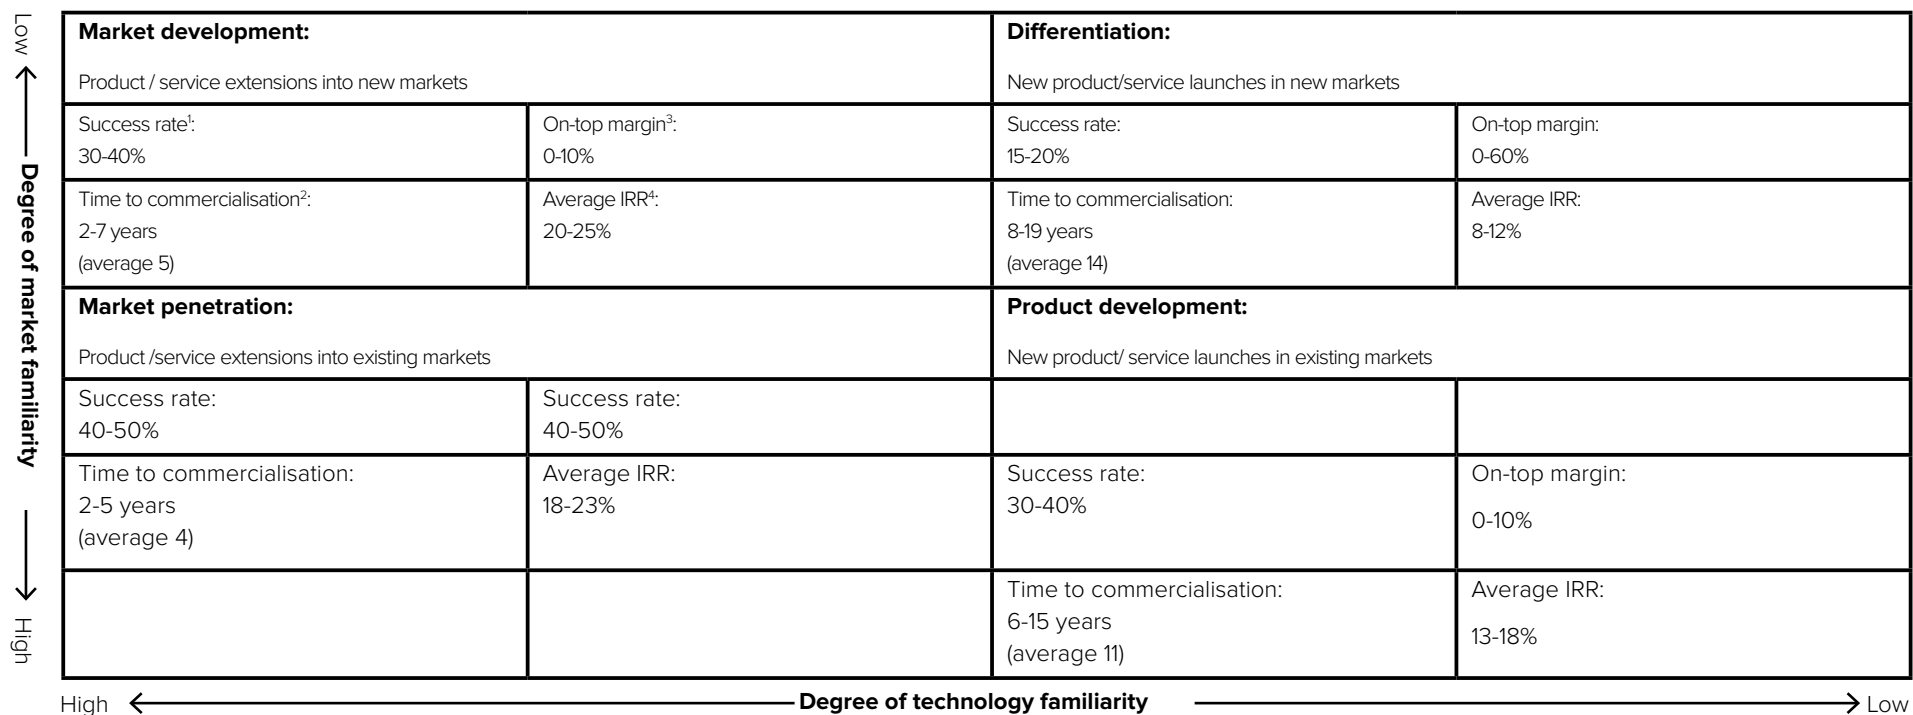 Low
Degree of market familiarity
High
Market development:
Product / service extensions into new markets
Differentiation:
New product/service launches in new markets
Success rate¹:
30-40%
On-top margin³:
0-10%
Success rate:
15-20%
On-top margin:
0-60%
Time to commercialisation²:
2-7 years
(average 5)
Average IRR⁴:
20-25%
Time to commercialisation:
8-19 years
(average 14)
Average IRR:
8-12%
Market penetration:
Product /service extensions into existing markets
Product development:
New product/ service launches in existing markets
Success rate:
40-50%
Success rate:
40-50%
Time to commercialisation:
2-5 years
(average 4)
Average IRR:
18-23%
Success rate:
30-40%
On-top margin:
0-10%
Time to commercialisation:
6-15 years
(average 11)
Average IRR:
13-18%
High
Degree of technology familiarity
Low